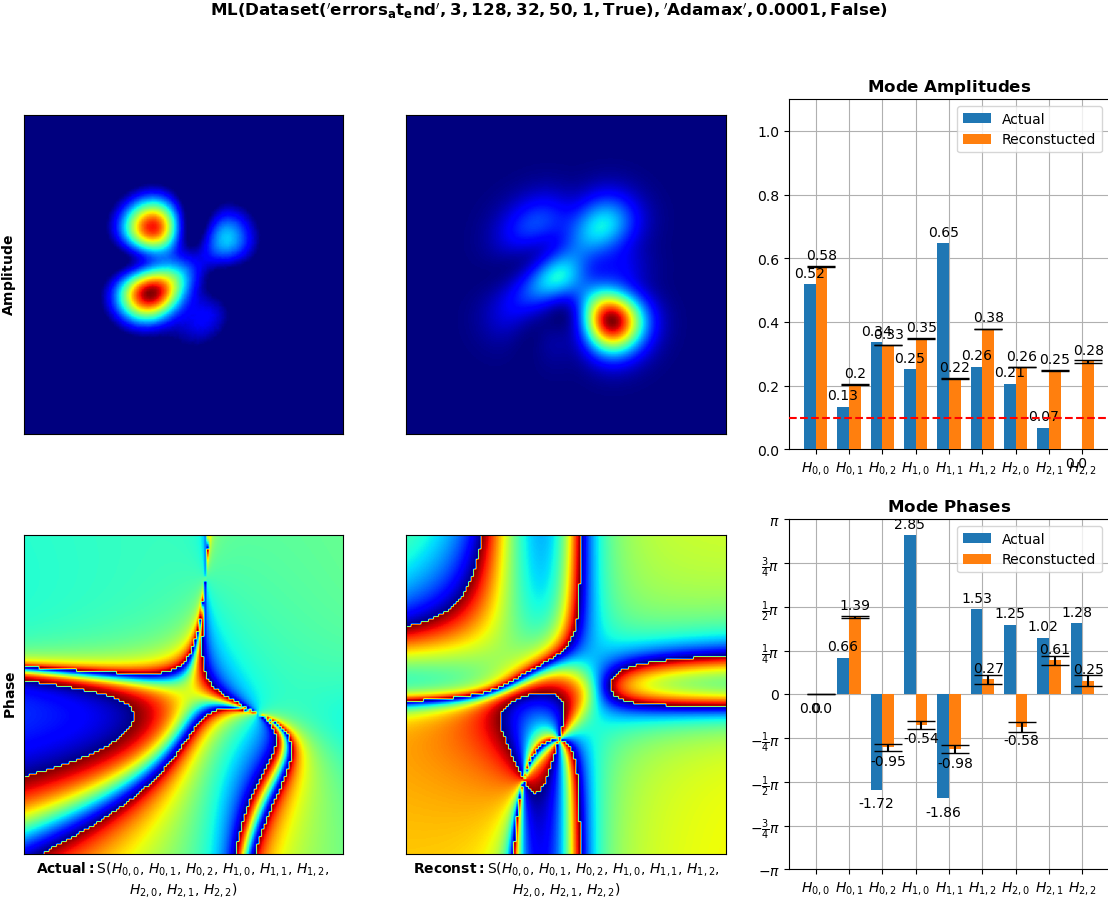 ML(Dataset('errors_at_end', 3, 128, 32, 50, 1, True), 'Adamax', 0.0001, False)
Amplitude
Mode Amplitudes
Actual
Reconstucted
1.0
0.8
0.6
0.4
0.2
0.0
0.52
0.58
0.13
0.2
0.34
0.33
0.25
0.35
0.65
0.22
0.26
0.38
0.21
0.26
0.07
0.25
0.0
0.28
H0,0 H0,1 H0,2 H1,0 H1,1 H1,2 H2,0 H2,1 H2,2
Phase
Actual: S(H0,0, H0,1, H0,2, H1,0, H1,1, H1,2,
H2,0, H2,1, H2,2)
Reconst: S(H0,0, H0,1, H0,2, H1,0, H1,1, H1,2,
H2,0, H2,1, H2,2)
Mode Phases
Actual
Reconstucted
π
3/4π
1/2π
1/4π
0
−1/4π
−1/2π
−3/4π
−π
0.0
0.0
0.66
1.39
-1.72
-0.95
2.85
-0.54
-1.86
-0.98
1.53
0.27
1.25
-0.58
1.02
0.61
1.28
0.25
H0,0 H0,1 H0,2 H1,0 H1,1 H1,2 H2,0 H2,1 H2,2